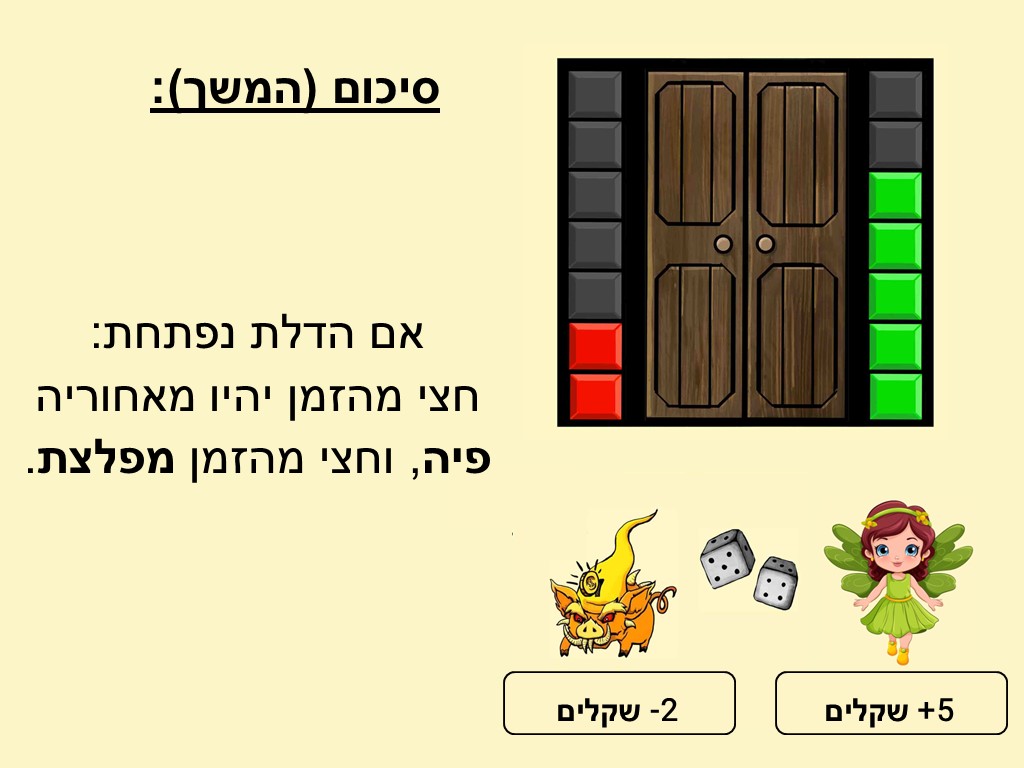 סיכום (המשך):
אם הדלת נפתחת:
חצי מהזמן יהיו מאחוריה
פיה, וחצי מהזמן מפלצת.
+5 שקלים
-2 שקלים